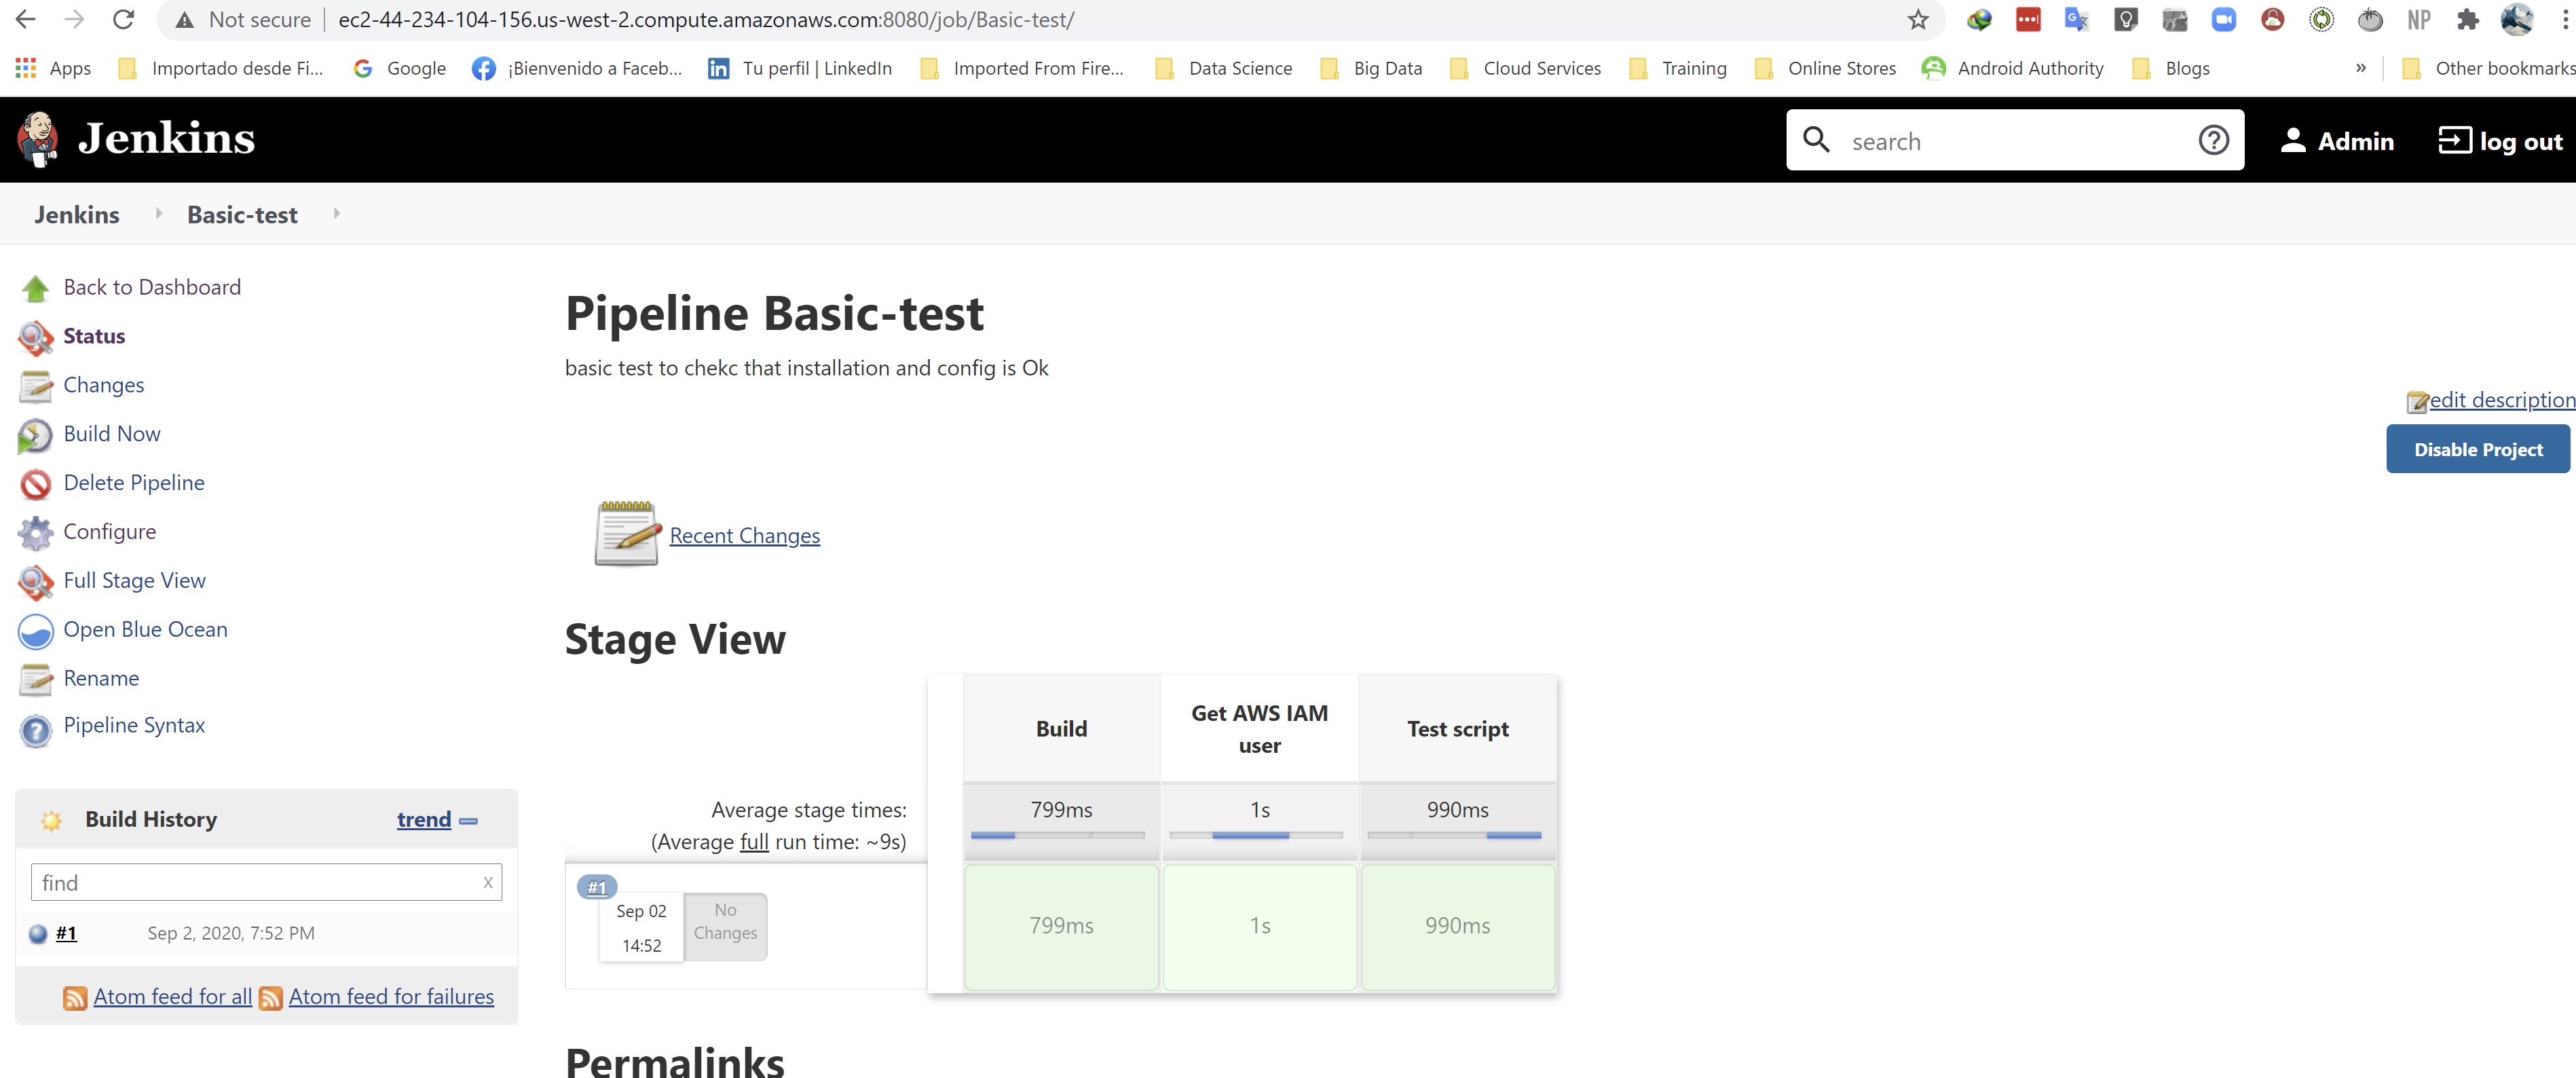 Not secure | ec2-44-234-104-156.us-west-2.compute.amazonaws.com:8080/job/Basic-test/
NP
Apps Importado desde Fi... Google ¡Bienvenido a Faceb... Tu perfil | LinkedIn Imported From Fire... Data Science Big Data Cloud Services Training Online Stores Android Authority Blogs » Other bookmarks
Jenkins
search
Admin
log out
Jenkins Basic-test
Back to Dashboard
Status
Changes
Build Now
Delete Pipeline
Configure
Full Stage View
Open Blue Ocean
Rename
Pipeline Syntax
Build History trend
find x
#1 Sep 2, 2020, 7:52 PM
Atom feed for all Atom feed for failures
Pipeline Basic-test
basic test to chekc that installation and config is Ok
edit description
Disable Project
Recent Changes
Stage View
Build
Get AWS IAM
user
Test script
Average stage times:
(Average full run time: ~9s)
799ms 1s 990ms
#1
Sep 02
14:52
No
Changes
799ms 1s 990ms
Permalinks